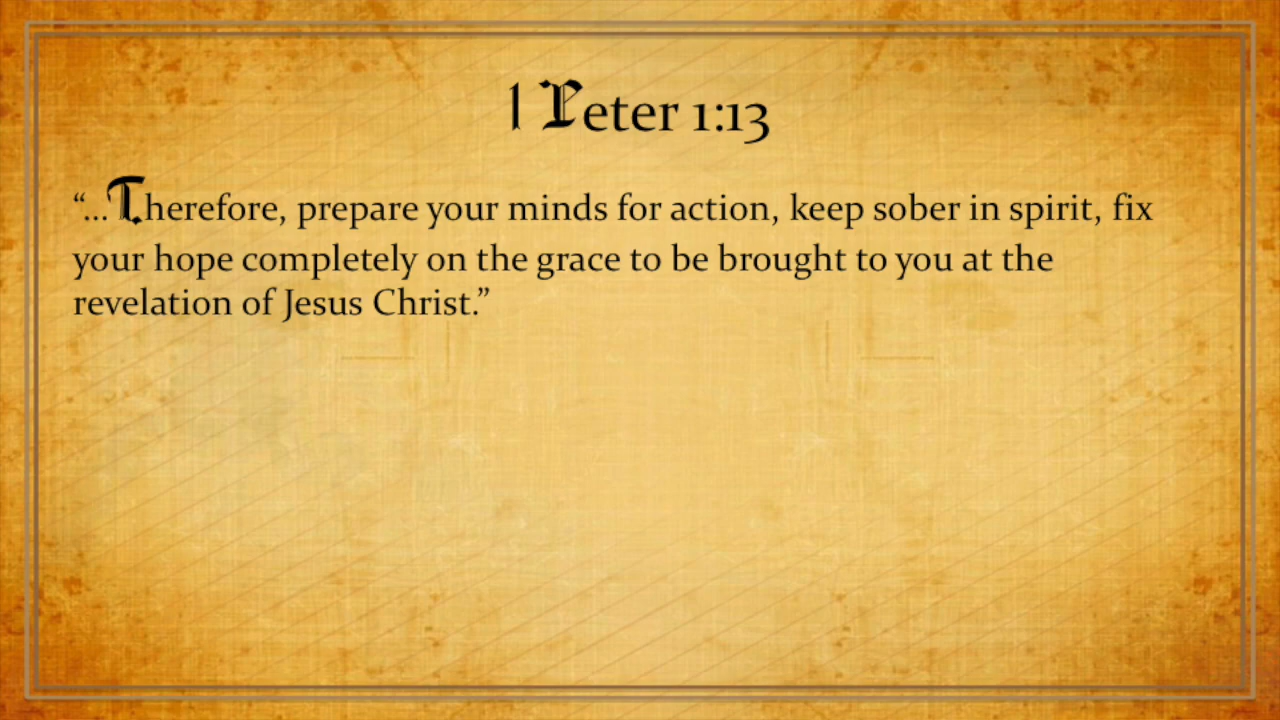 I Peter 1:13
“...Therefore, prepare your minds for action, keep sober in spirit, fix
your hope completely on the grace to be brought to you at the
revelation of Jesus Christ.”